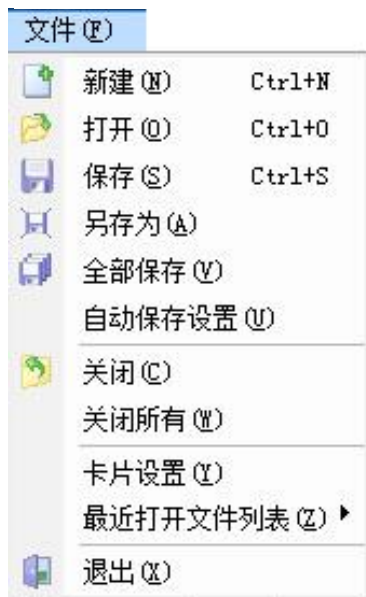 文件(F)
新建(N) Ctrl+N
打开(O) Ctrl+O
保存(S) Ctrl+S
另存为(A)
全部保存(V)
自动保存设置(U)
关闭(C)
关闭所有(W)
卡片设置(Y)
最近打开文件列表(Z)
退出(X)